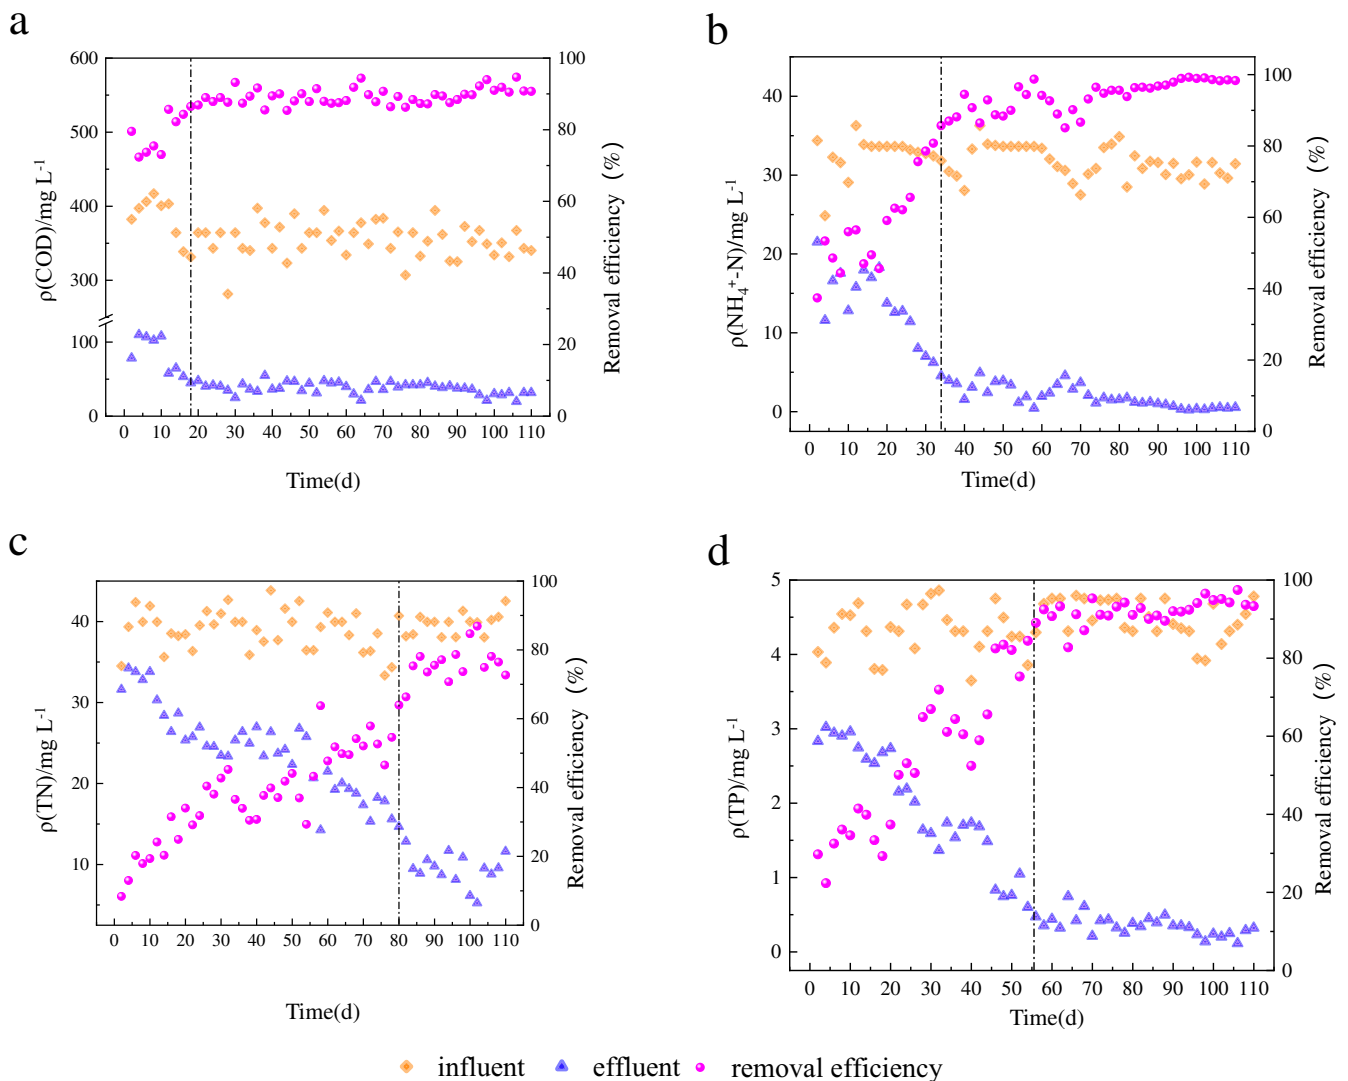 a
600
500
400
300
100
0
100
80
60
40
20
0
0 10 20 30 40 50 60 70 80 90 100 110
ρ(COD)/mg L⁻¹
Removal efficiency (%)
Time(d)
b
40
30
20
10
0
100
80
60
40
20
0
0 10 20 30 40 50 60 70 80 90 100 110
ρ(NH₄⁺-N)/mg L⁻¹
Removal efficiency (%)
Time(d)
c
40
30
20
10
100
80
60
40
20
0
0 10 20 30 40 50 60 70 80 90 100 110
ρ(TN)/mg L⁻¹
Removal efficiency (%)
Time(d)
d
5
4
3
2
1
0
100
80
60
40
20
0
0 10 20 30 40 50 60 70 80 90 100 110
ρ(TP)/mg L⁻¹
Removal efficiency (%)
Time(d)
influent effluent removal efficiency